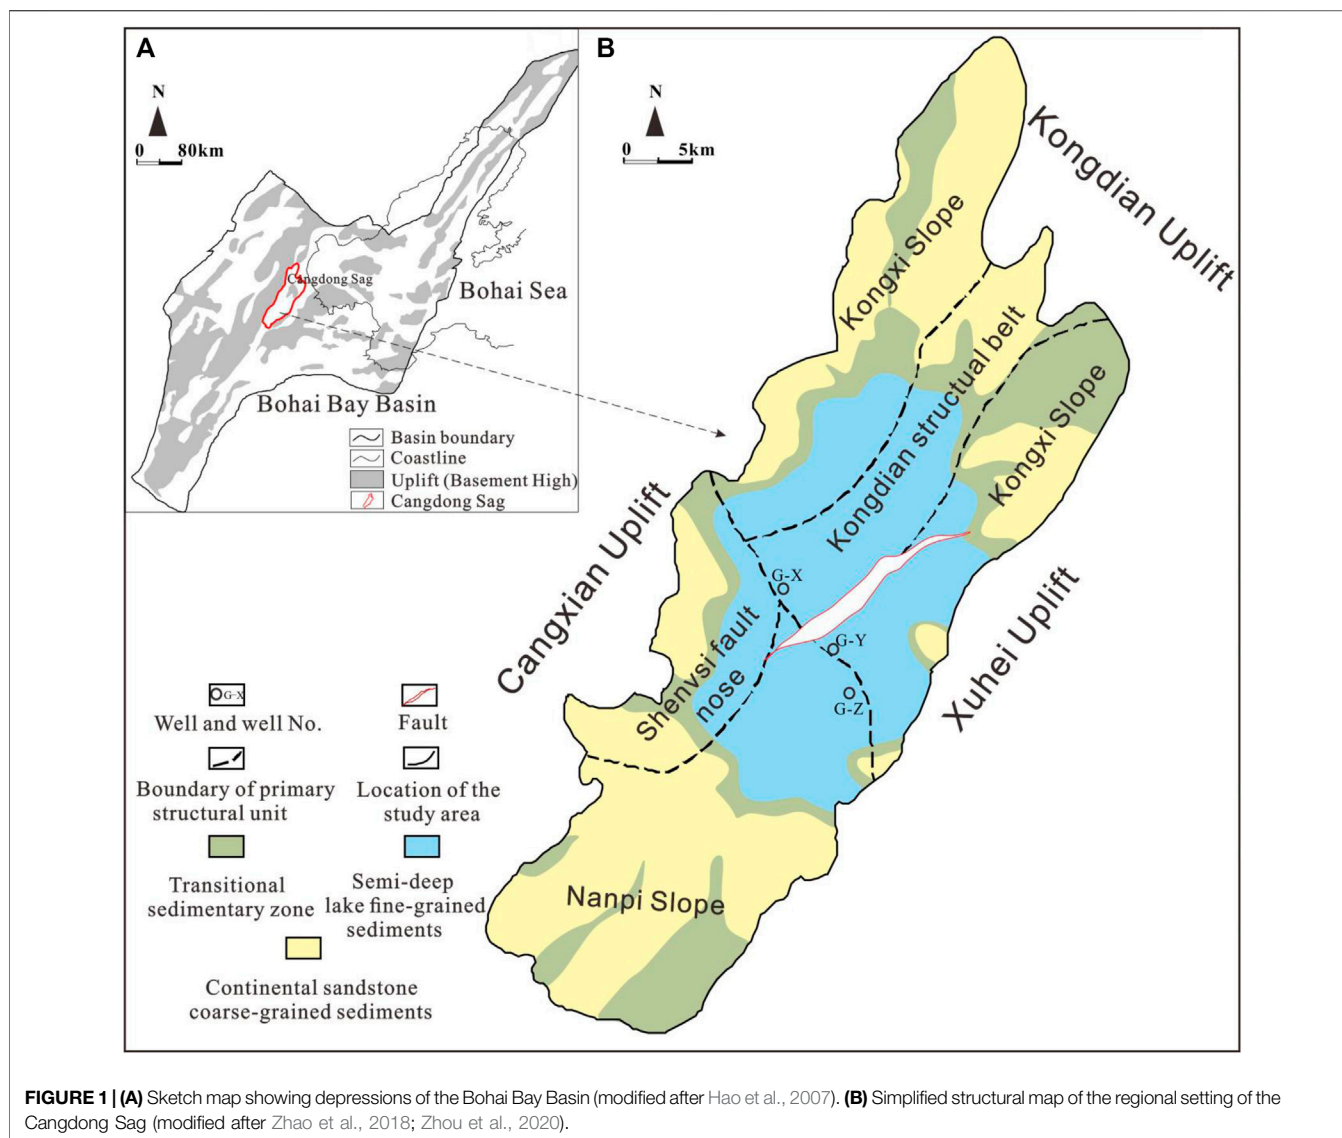 A
N
0 80km
Cangdong Sag
Bohai Sea
Bohai Bay Basin
Basin boundary
Coastline
Uplift (Basement High)
Cangdong Sag
B
N
0 5km
Kongdian Uplift
Kongxi Slope
Kongdian structual belt
Kongxi Slope
Cangxian Uplift
G-X
G-Y
G-Z
Shenvsi fault
nose
Xuhei Uplift
Nanpi Slope
G-X
Well and well No.
Fault
Boundary of primary
structural unit
Location of the
study area
Transitional
sedimentary zone
Semi-deep
lake fine-grained
sediments
Continental sandstone
coarse-grained sediments
FIGURE 1 | (A) Sketch map showing depressions of the Bohai Bay Basin (modified after Hao et al., 2007). (B) Simplified structural map of the regional setting of the
Cangdong Sag (modified after Zhao et al., 2018; Zhou et al., 2020).